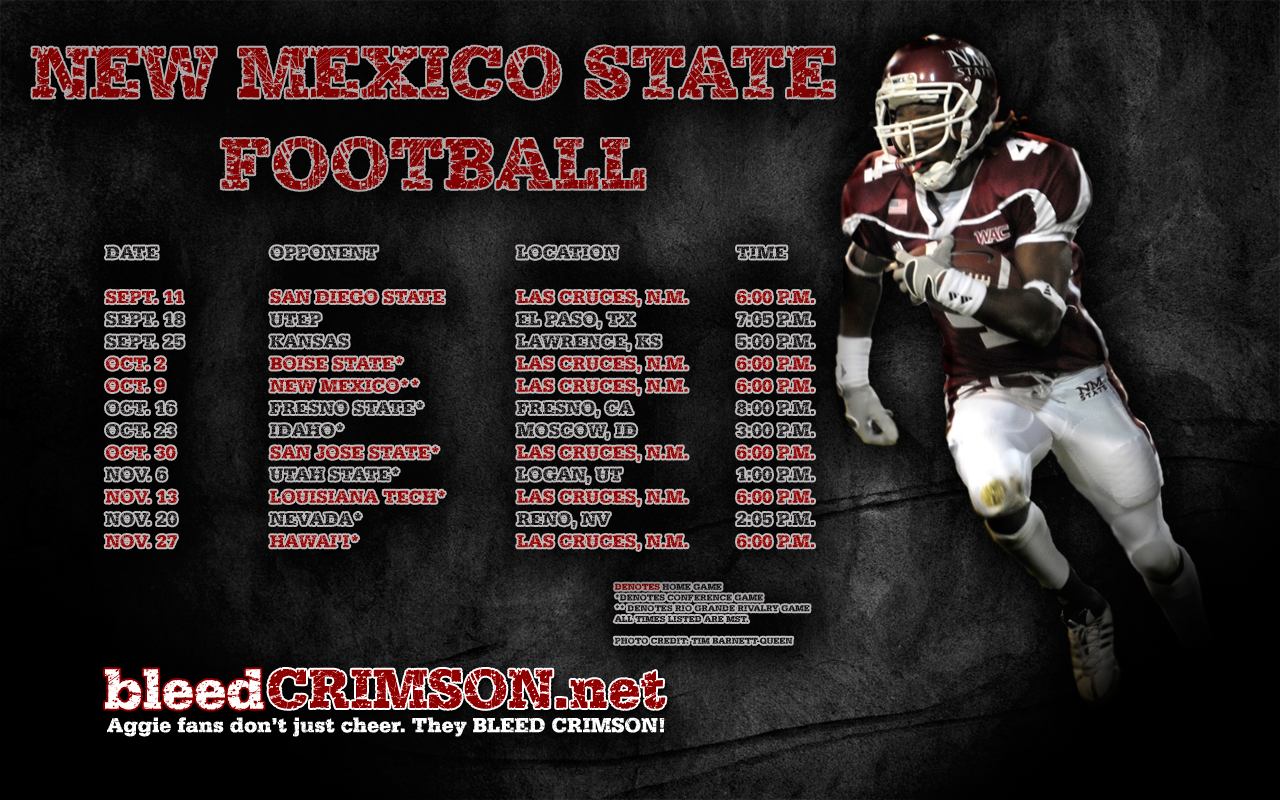 NEW MEXICO STATE
FOOTBALL
DATE OPPONENT LOCATION TIME
SEPT. 11 SAN DIEGO STATE LAS CRUCES, N.M. 6:00 P.M.
SEPT. 18 UTEP EL PASO, TX 7:05 P.M.
SEPT. 25 KANSAS LAWRENCE, KS 5:00 P.M.
OCT. 2 BOISE STATE* LAS CRUCES, N.M. 6:00 P.M.
OCT. 9 NEW MEXICO** LAS CRUCES, N.M. 6:00 P.M.
OCT. 16 FRESNO STATE* FRESNO, CA 8:00 P.M.
OCT. 23 IDAHO* MOSCOW, ID 3:00 P.M.
OCT. 30 SAN JOSE STATE* LAS CRUCES, N.M. 6:00 P.M.
NOV. 6 UTAH STATE* LOGAN, UT 1:00 P.M.
NOV. 13 LOUISIANA TECH* LAS CRUCES, N.M. 6:00 P.M.
NOV. 20 NEVADA* RENO, NV 2:05 P.M.
NOV. 27 HAWAI'I* LAS CRUCES, N.M. 6:00 P.M.
DENOTES HOME GAME
*DENOTES CONFERENCE GAME
** DENOTES RIO GRANDE RIVALRY GAME
ALL TIMES LISTED ARE MST.
PHOTO CREDIT: TIM BARNETT-QUEEN
bleedCRIMSON.net
Aggie fans don't just cheer. They BLEED CRIMSON!
NM
STATE
4
4
WAC
NM
STATE